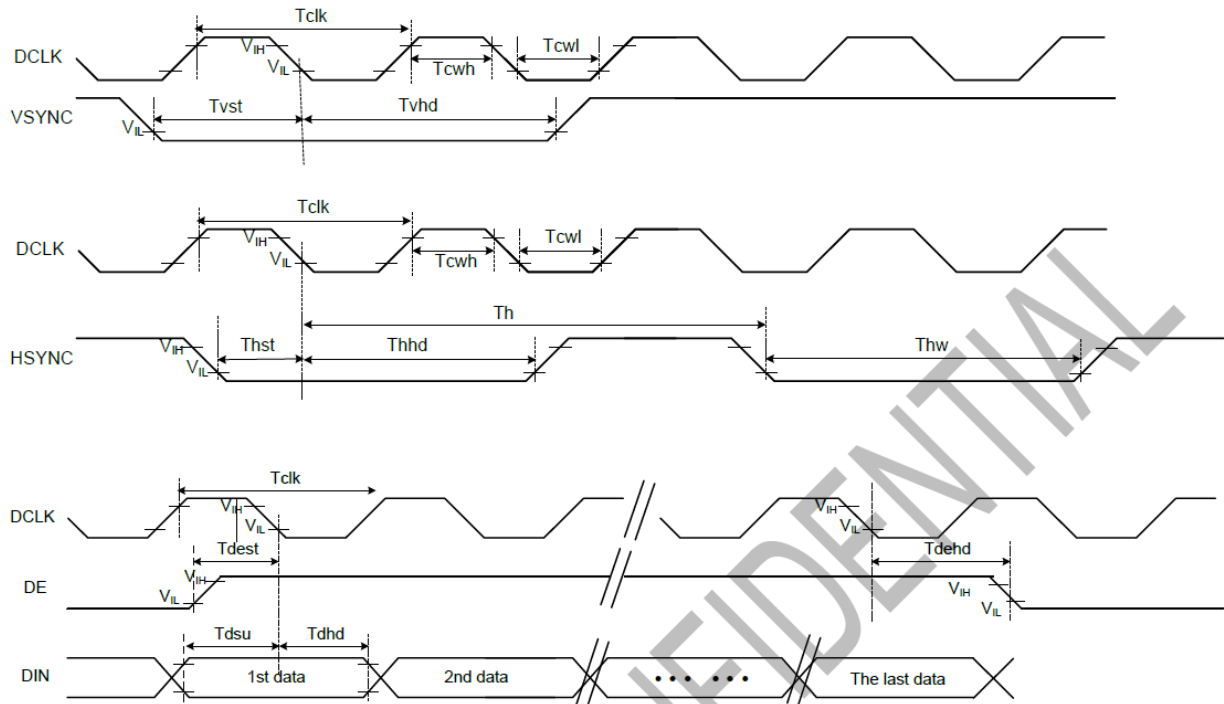 Tclk
DCLK VIH VIL Tcwh Tcwl
VSYNC VIL Tvst Tvhd
Tclk
DCLK VIH VIL Tcwh Tcwl
Th
HSYNC VIH VIL Thst Thhd Thw
Tclk
DCLK VIH VIL VIH VIL
Tdest Tdehd
DE VIH VIL VIH VIL
Tdsu Tdhd
DIN 1st data 2nd data ••• ••• The last data